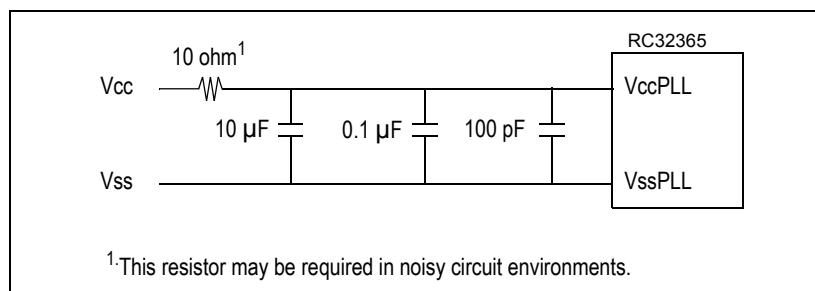 RC32365
10 ohm1
Vcc
VccPLL
10 µF
0.1 µF
100 pF
Vss
VssPLL
1.This resistor may be required in noisy circuit environments.